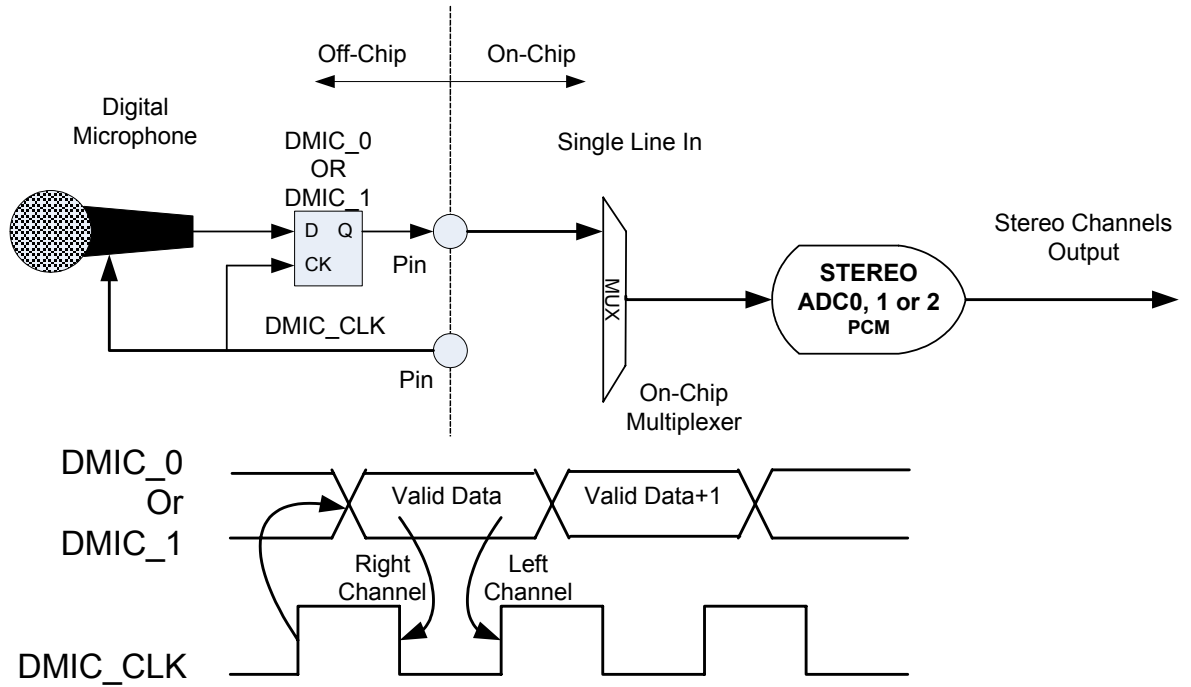 Off-Chip
On-Chip
Digital
Microphone
DMIC_0
OR
DMIC_1
Single Line In
D Q
CK
Pin
MUX
STEREO
ADC0, 1 or 2
PCM
Stereo Channels
Output
DMIC_CLK
Pin
On-Chip
Multiplexer
DMIC_0
Or
DMIC_1
Valid Data
Valid Data+1
Right
Channel
Left
Channel
DMIC_CLK